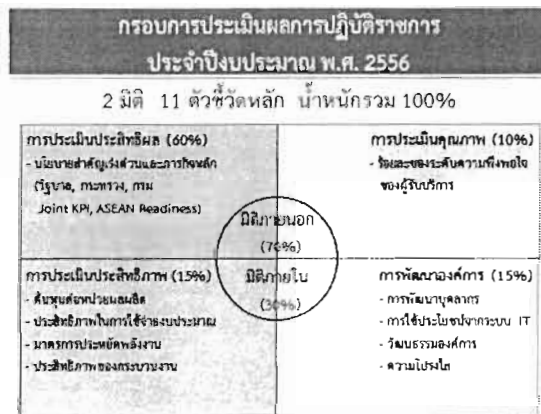 กรอบการประเมินผลการปฏิบัติราชการ
ประจำปีงบประมาณ พ.ศ. 2556
2 มิติ 11 ตัวชี้วัดหลัก น้ำหนักรวม 100%
การประเมินประสิทธิผล (60%)
- นโยบายสำคัญเร่งด่วนและภารกิจหลัก
(รัฐบาล, กระทรวง, กรม
Joint KPI, ASEAN Readiness)
การประเมินคุณภาพ (10%)
- ร้อยละของระดับความพึงพอใจ
ของผู้รับบริการ
มิติภายนอก
(70%)
มิติภายใน
(30%)
การประเมินประสิทธิภาพ (15%)
- ต้นทุนต่อหน่วยผลผลิต
- ประสิทธิภาพในการใช้จ่ายงบประมาณ
- มาตรการประหยัดพลังงาน
- ประสิทธิภาพของกระบวนงาน
การพัฒนาองค์การ (15%)
- การพัฒนาบุคลากร
- การใช้ประโยชน์จากระบบ IT
- วัฒนธรรมองค์การ
- ความโปร่งใส